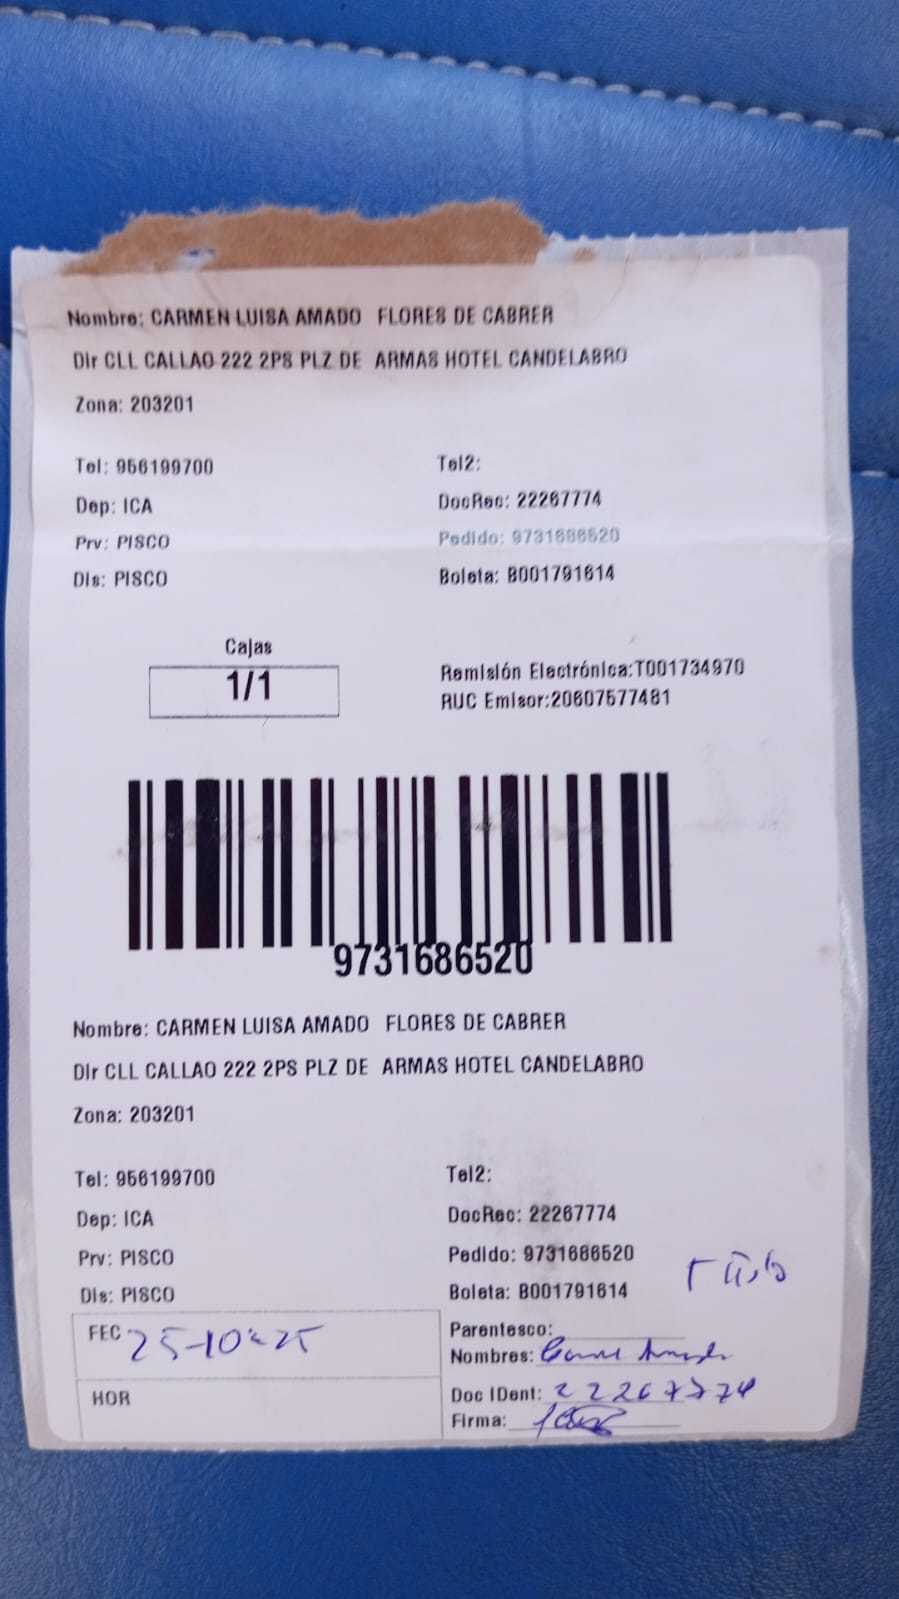 Nombre: CARMEN LUISA AMADO FLORES DE CABRER
Dir CLL CALLAO 222 2PS PLZ DE ARMAS HOTEL CANDELABRO
Zona: 203201
Tel: 956199700 Tel2:
Dep: ICA DocRec: 22267774
Prv: PISCO Pedido: 9731686520
Dis: PISCO Boleta: B001791614
Cajas
1/1
Remisión Electrónica:T001734970
RUC Emisor:20607577481
9731686520
Nombre: CARMEN LUISA AMADO FLORES DE CABRER
Dir CLL CALLAO 222 2PS PLZ DE ARMAS HOTEL CANDELABRO
Zona: 203201
Tel: 956199700 Tel2:
Dep: ICA DocRec: 22267774
Prv: PISCO Pedido: 9731686520
Dis: PISCO Boleta: B001791614
FEC 25-10-25 Parentesco:
Nombres: Carmen Amado
HOR Doc IDent: 22267774
Firma: